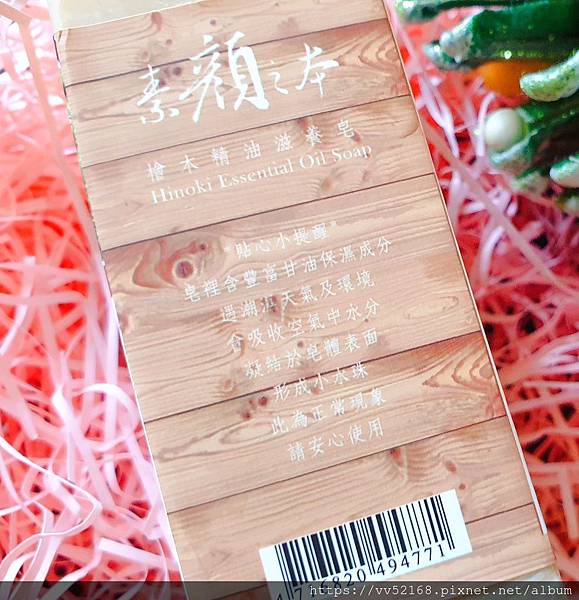 素顏之本
檜木精油滋養皂
Hinoki Essential Oil Soap
"貼心小提醒"
皂裡含豐富甘油保濕成分
遇潮濕天氣及環境
會吸收空氣中水分
凝結於皂體表面
形成小水珠
此為正常現象
請安心使用
4 716820 494771
https://vv52168.pixnet.net/album